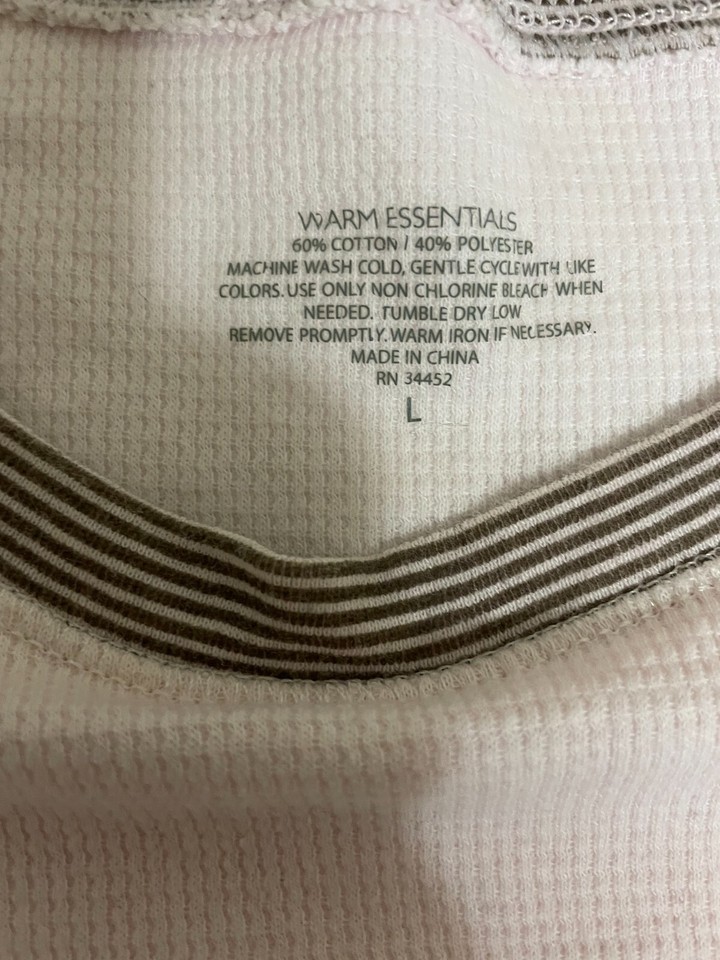 WARM ESSENTIALS
60% COTTON / 40% POLYESTER
MACHINE WASH COLD, GENTLE CYCLE WITH LIKE
COLORS. USE ONLY NON CHLORINE BLEACH WHEN
NEEDED. TUMBLE DRY LOW
REMOVE PROMPTLY. WARM IRON IF NECESSARY.
MADE IN CHINA
RN 34452
L